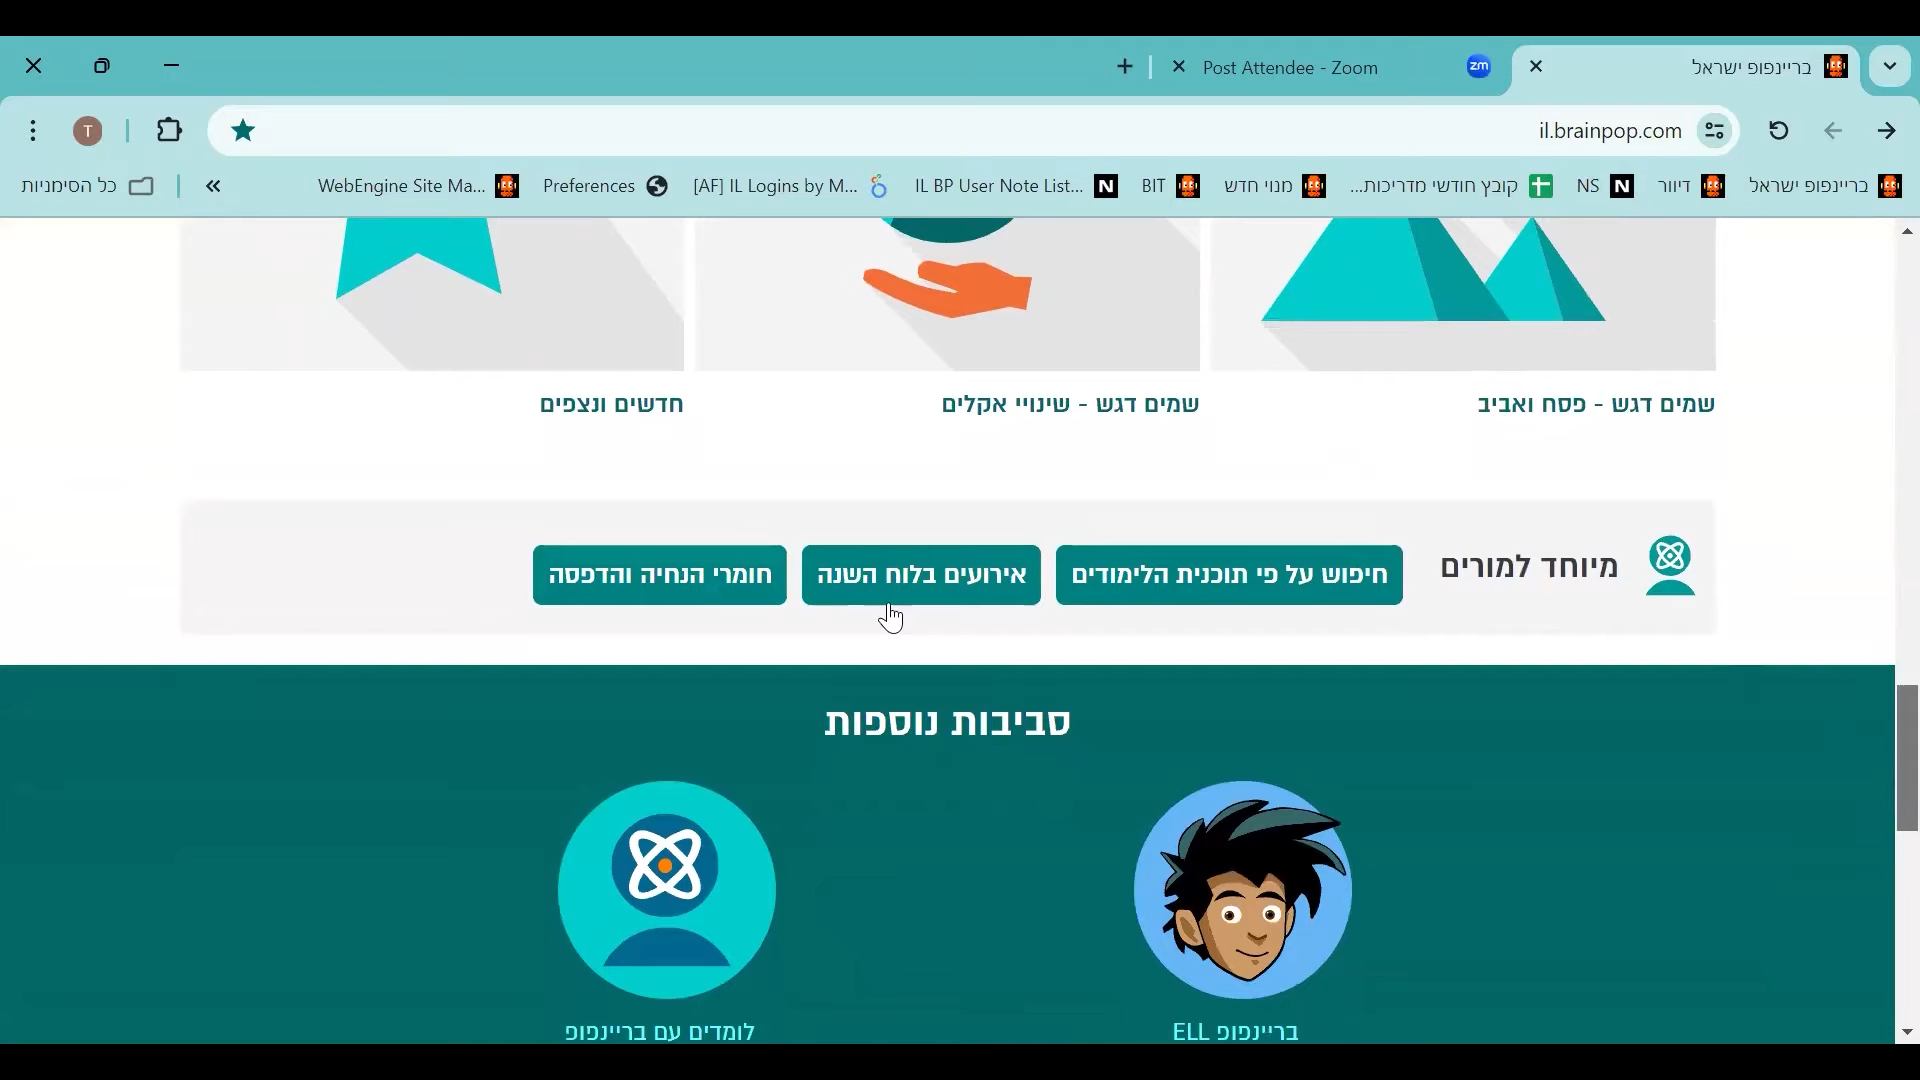 בריינפופ ישראל
Post Attendee - Zoom
zm
il.brainpop.com
T
בריינפופ ישראל
דיוור
NS
קובץ חודשי מדריכות...
מנוי חדש
BIT
IL BP User Note List...
[AF] IL Logins by M...
Preferences
WebEngine Site Ma...
כל הסימניות
שמים דגש - פסח ואביב
שמים דגש - שינויי אקלים
חדשים ונצפים
מיוחד למורים
חיפוש על פי תוכנית הלימודים
אירועים בלוח השנה
חומרי הנחיה והדפסה
סביבות נוספות
בריינפופ ELL
לומדים עם בריינפופ